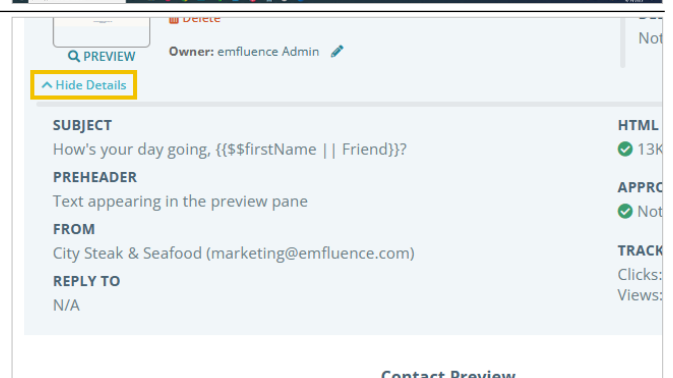 Delete
PREVIEW
Owner: emfluence Admin
Not
Hide Details
SUBJECT
How's your day going, {{$$firstName || Friend}}?
PREHEADER
Text appearing in the preview pane
FROM
City Steak & Seafood (marketing@emfluence.com)
REPLY TO
N/A
HTML
13K
APPRO
Not
TRACK
Clicks:
Views:
Contact Preview